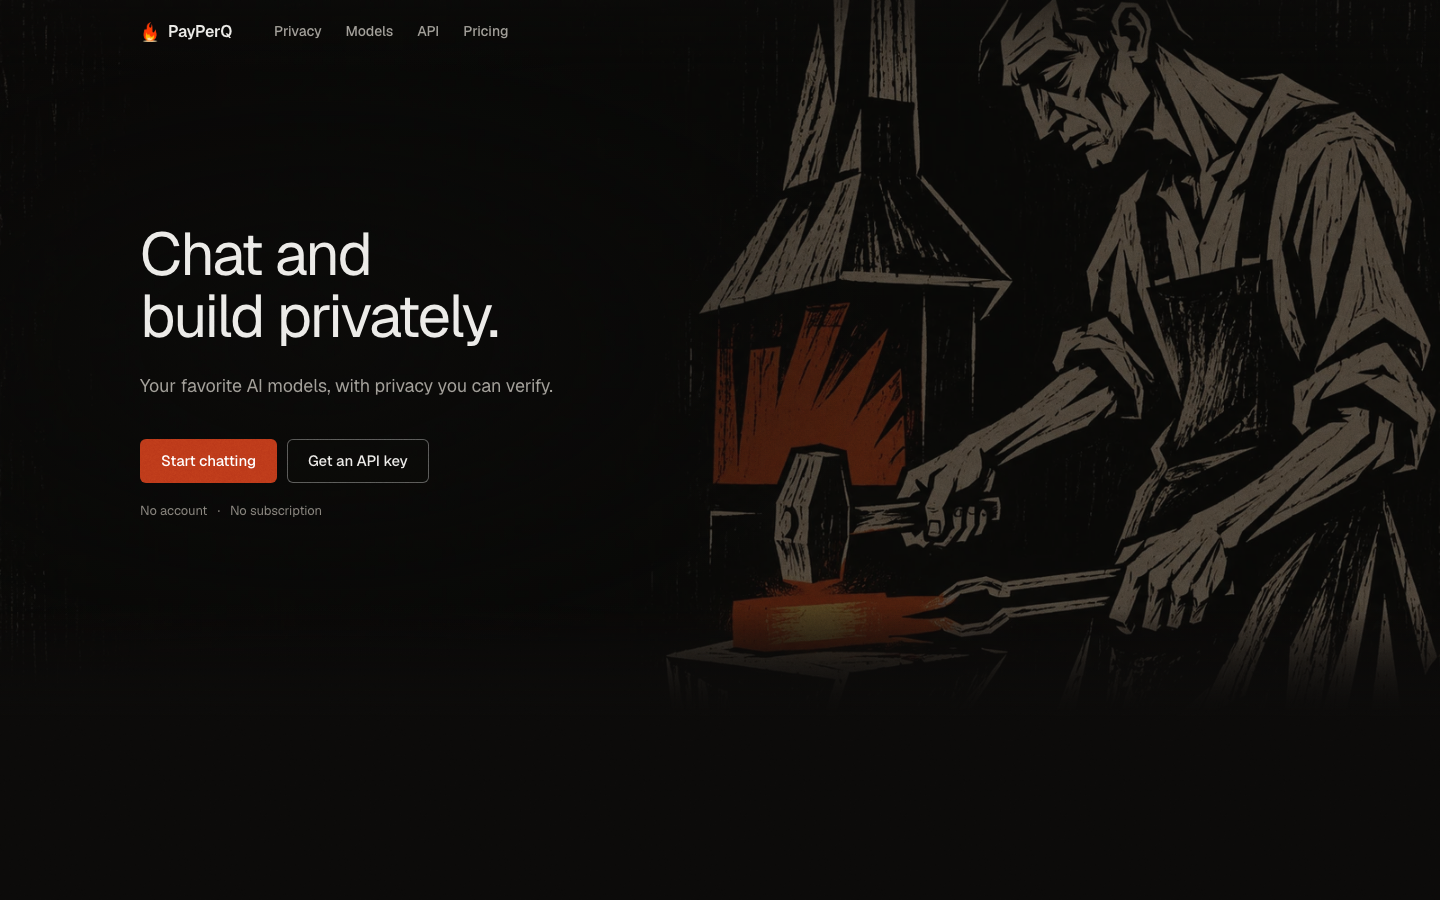 PayPerQ
Privacy
Models
API
Pricing
Chat and
build privately.
Your favorite AI models, with privacy you can verify.
Start chatting
Get an API key
No account · No subscription